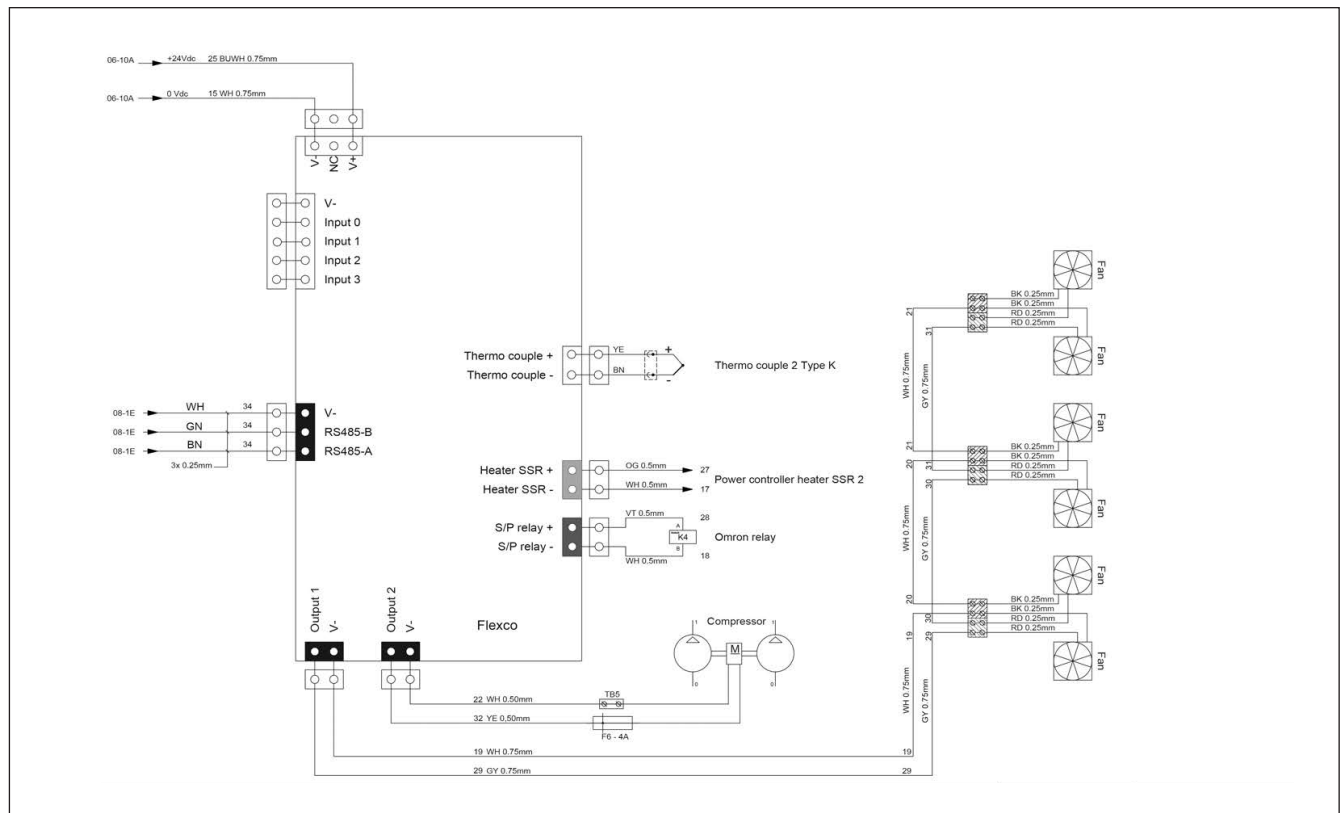 06-10A +24Vdc 25 BUWH 0.75mm
06-10A 0 Vdc 15 WH 0.75mm
V- NC V+
V-
Input 0
Input 1
Input 2
Input 3
Thermo couple + YE +
Thermo couple - BN -
Thermo couple 2 Type K
08-1E WH 34 V-
08-1E GN 34 RS485-B
08-1E BN 34 RS485-A
3x 0.25mm
Heater SSR + OG 0.5mm 27
Heater SSR - WH 0.5mm 17
Power controller heater SSR 2
S/P relay + VT 0.5mm 28
A
K4
B
Omron relay
S/P relay - WH 0.5mm 18
Output 1
V-
Output 2
V-
Flexco
Compressor
1 1
M
0 0
22 WH 0.50mm TB5
32 YE 0,50mm F6 - 4A
19 WH 0.75mm 19
29 GY 0.75mm 29
Fan
BK 0.25mm
BK 0.25mm
RD 0.25mm
RD 0.25mm
21
31
Fan
WH 0.75mm
GY 0.75mm
Fan
BK 0.25mm
BK 0.25mm
RD 0.25mm
RD 0.25mm
21
20
31
30
Fan
WH 0.75mm
GY 0.75mm
Fan
BK 0.25mm
BK 0.25mm
RD 0.25mm
RD 0.25mm
20
19
30
29
Fan
WH 0.75mm
GY 0.75mm